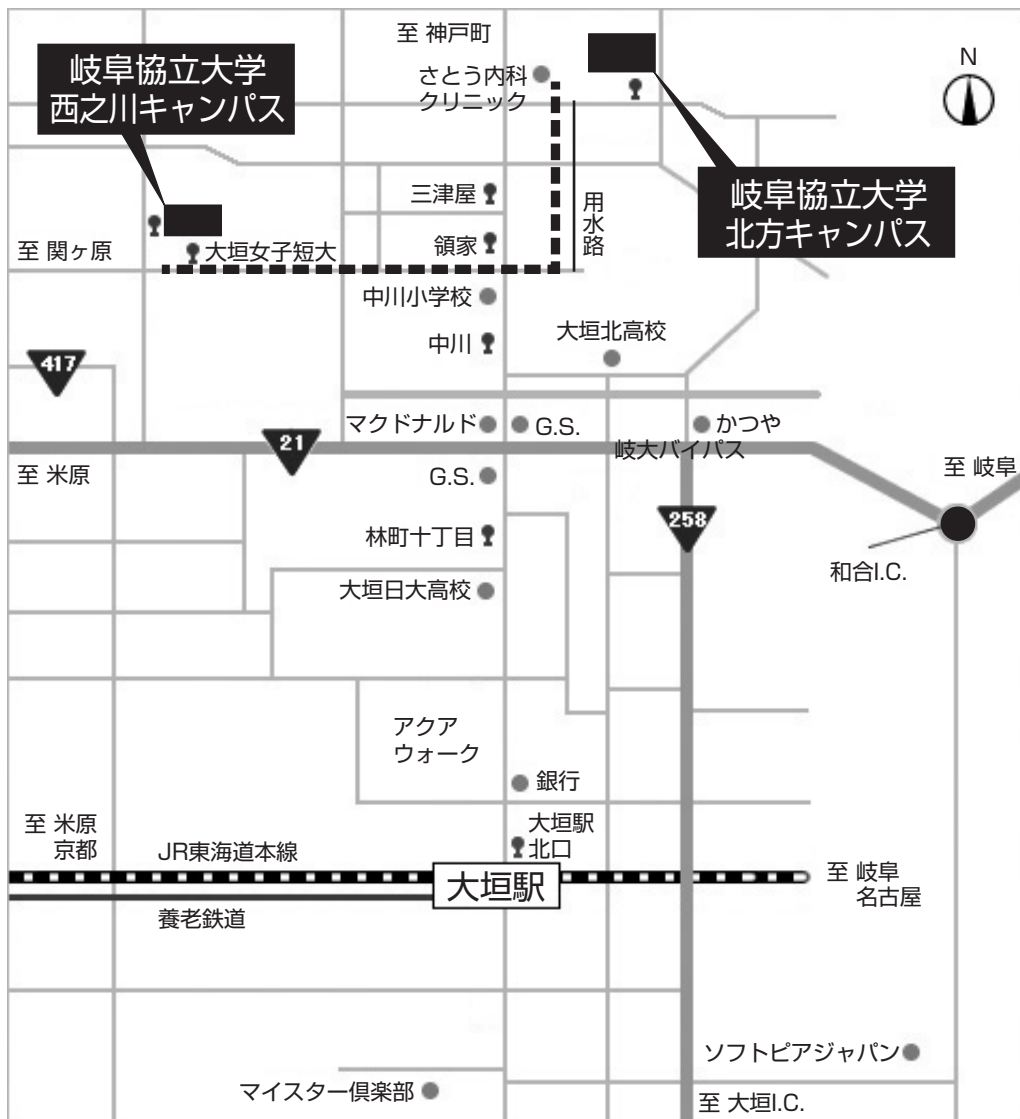 至 神戸町
岐阜協立大学
西之川キャンパス
さとう内科
クリニック
N
岐阜協立大学
北方キャンパス
三津屋
用水路
至 関ヶ原
大垣女子短大
領家
中川小学校
中川
大垣北高校
417
マクドナルド
G.S.
かつや
21
岐大バイパス
至 米原
G.S.
至 岐阜
258
林町十丁目
和合I.C.
大垣日大高校
アクア
ウォーク
銀行
至 米原
京都
大垣駅
北口
JR東海道本線
大垣駅
至 岐阜
名古屋
養老鉄道
ソフトピアジャパン
マイスター倶楽部
至 大垣I.C.